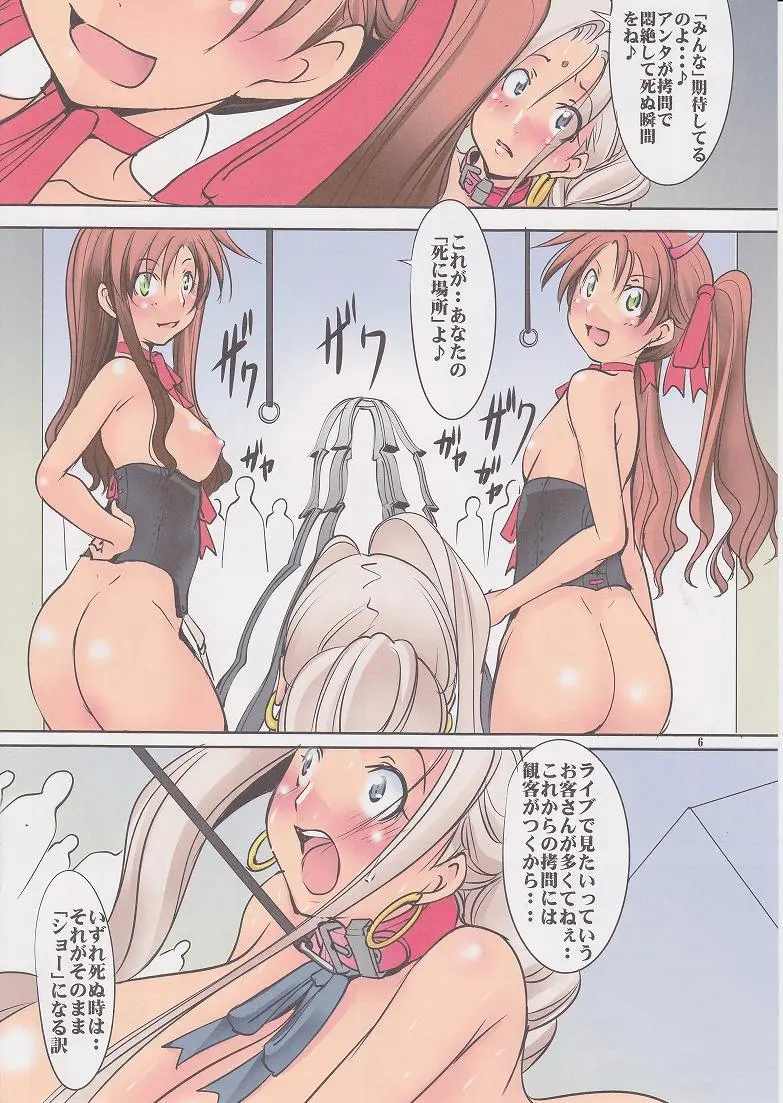 「みんな」期待してる
のよ・・・♪
アンタが拷問で
悶絶して死ぬ瞬間
をね♪
これが‥あなたの
「死に場所」よ♪
ザワ
ザワ
ザワ
ザワ
ガヤ
ガヤ
ガヤ
6
ライブで見たいっていう
お客さんが多くてねぇ‥
これからの拷問には
観客がつくから・・・
いずれ死ぬ時は‥
それがそのまま
「ショー」になる訳